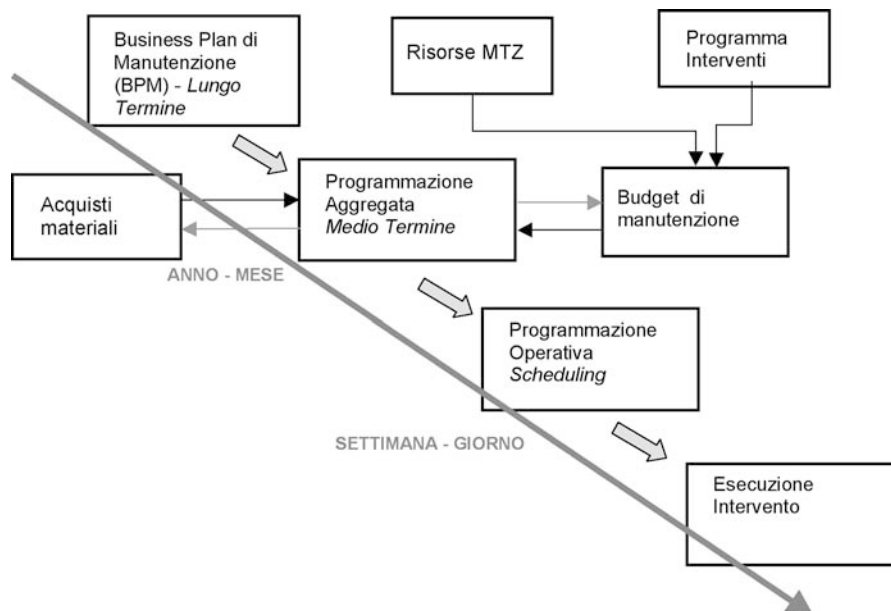 Business Plan di
Manutenzione
(BPM) - Lungo
Termine
Risorse MTZ
Programma
Interventi
Acquisti
materiali
Programmazione
Aggregata
Medio Termine
Budget di
manutenzione
ANNO - MESE
Programmazione
Operativa
Scheduling
SETTIMANA - GIORNO
Esecuzione
Intervento